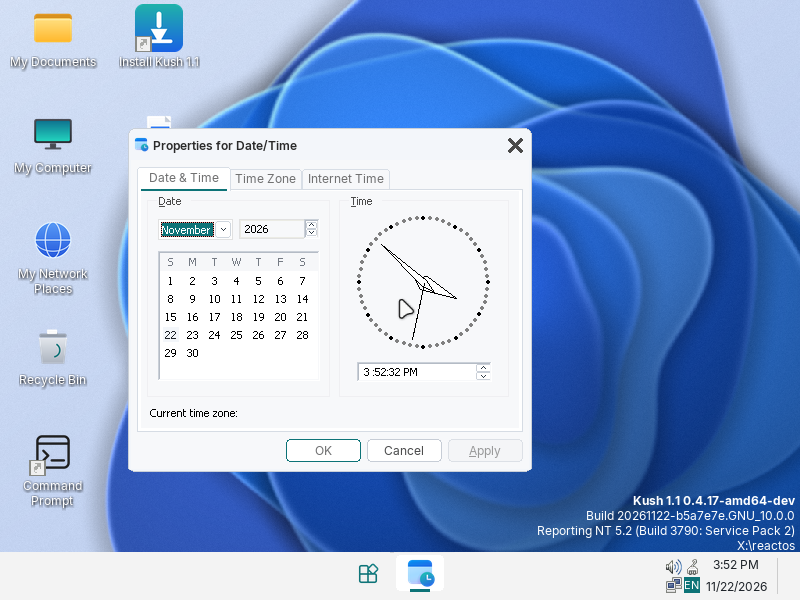 My Documents
Install Kush 1.1
My Computer
My Network
Places
Recycle Bin
Command
Prompt
Properties for Date/Time
Date & Time
Time Zone
Internet Time
Date
November
2026
S M T W T F S
1 2 3 4 5 6 7
8 9 10 11 12 13 14
15 16 17 18 19 20 21
22 23 24 25 26 27 28
29 30
Time
3 :52:32 PM
Current time zone:
OK
Cancel
Apply
Kush 1.1 0.4.17-amd64-dev
Build 20261122-b5a7e7e.GNU_10.0.0
Reporting NT 5.2 (Build 3790: Service Pack 2)
X:\reactos
3:52 PM
EN
11/22/2026